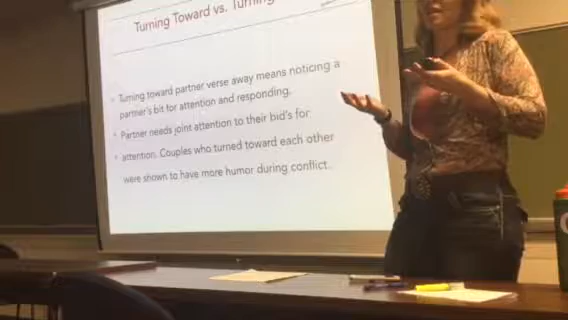 Turning Toward vs. Turning
Turning toward partner verse away means noticing a
partner's bit for attention and responding.
Partner needs joint attention to their bid's for
attention. Couples who turned toward each other
were shown to have more humor during conflict.